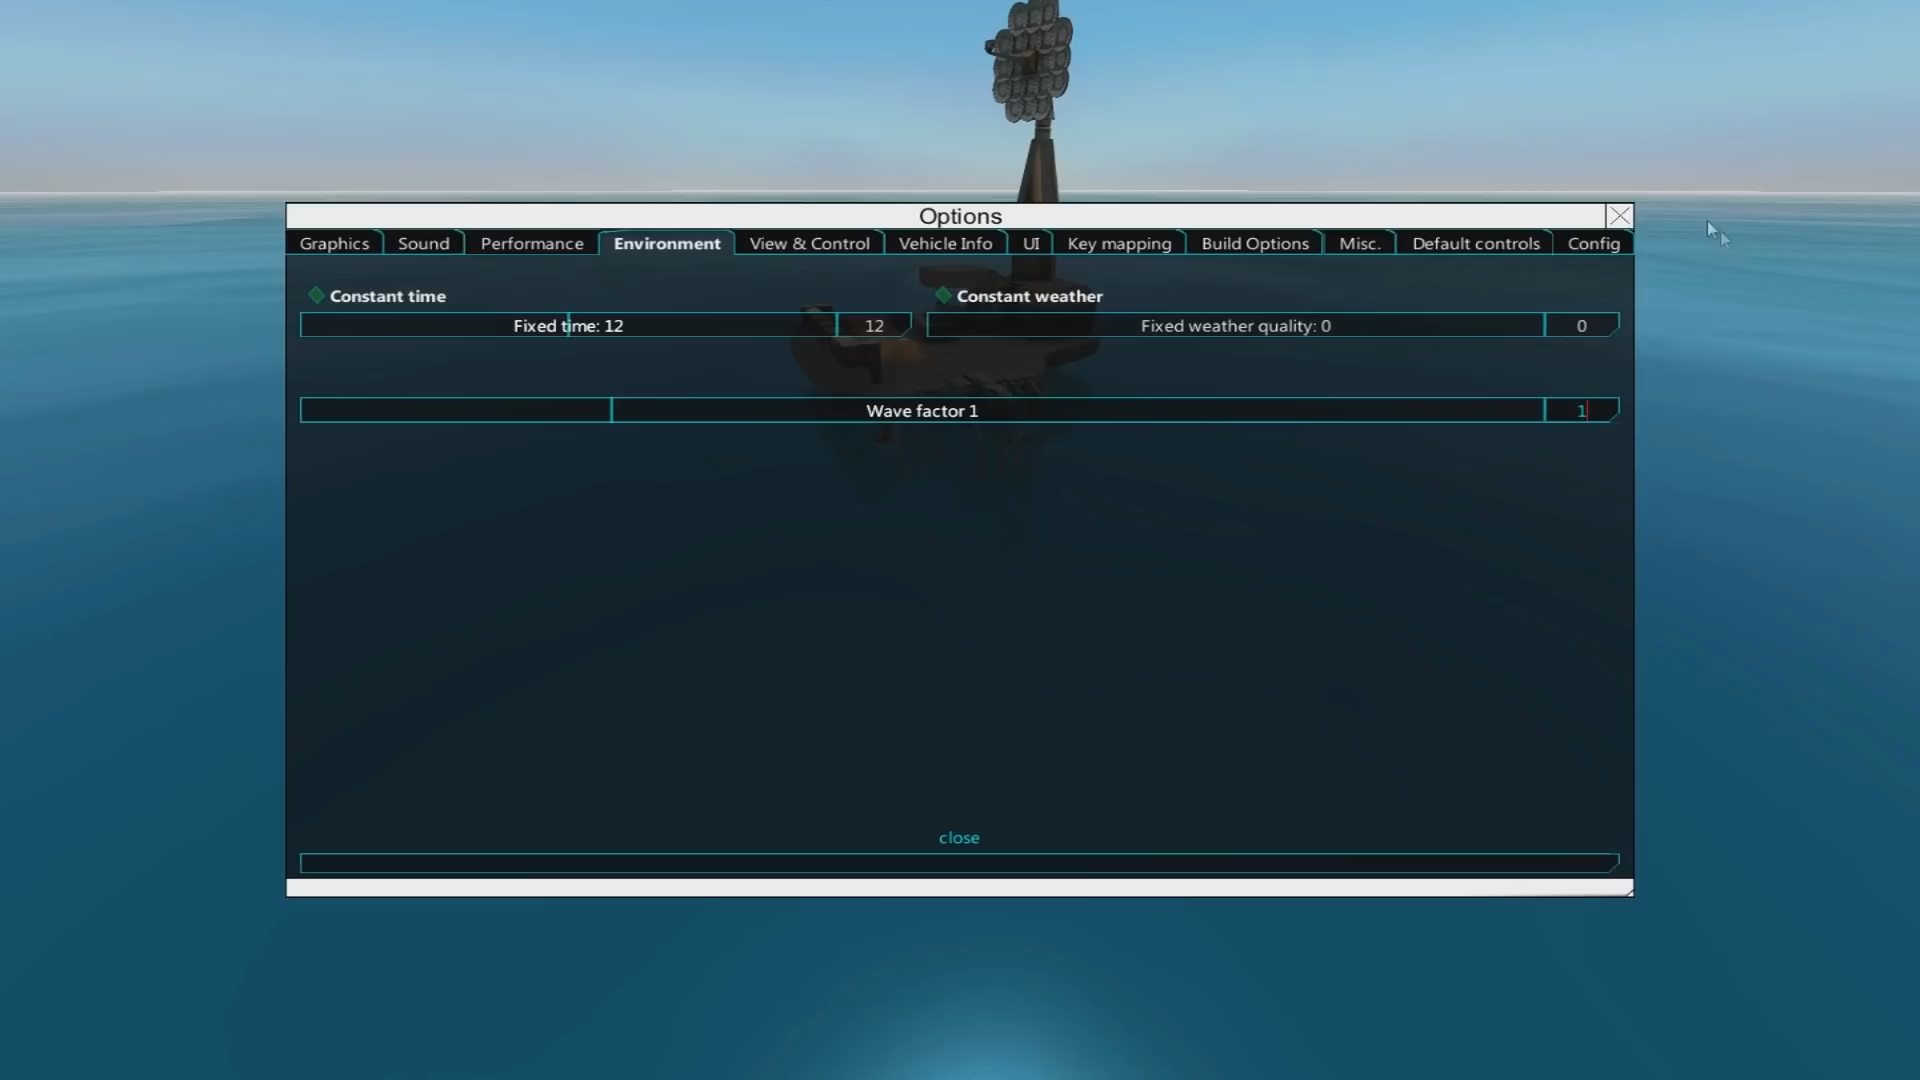 Options
Graphics Sound Performance Environment View & Control Vehicle Info UI Key mapping Build Options Misc. Default controls Config
Constant time Constant weather
Fixed time: 12 12 Fixed weather quality: 0 0
Wave factor 1 1
close